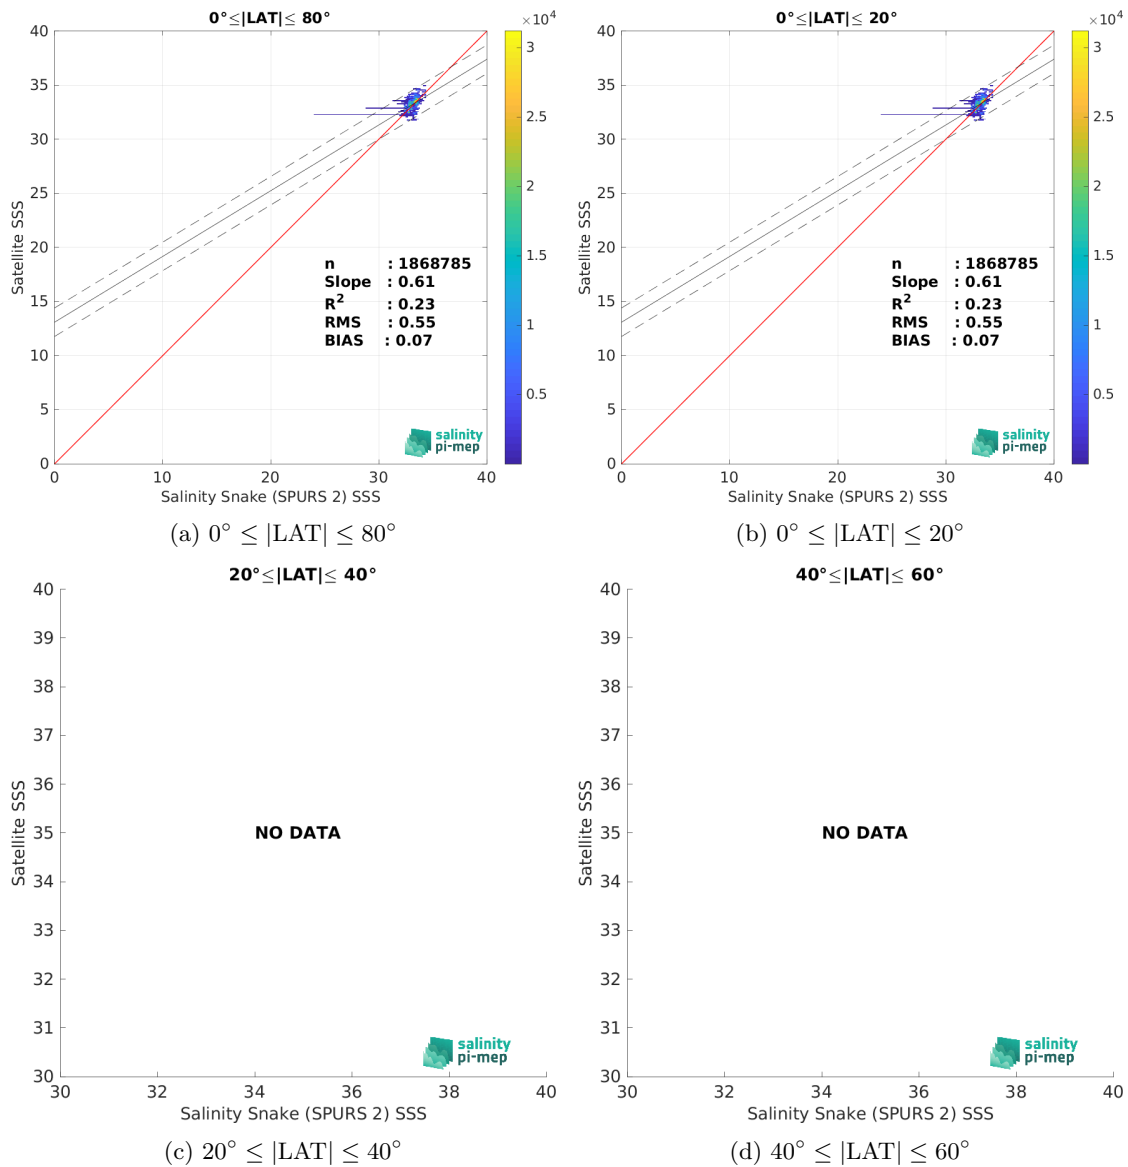 0°≤|LAT|≤ 80°
×10⁴
40
35
30
25
20
15
10
5
0
Satellite SSS
n : 1868785
Slope : 0.61
R² : 0.23
RMS : 0.55
BIAS : 0.07
salinity
pi-mep
3
2.5
2
1.5
1
0.5
0 10 20 30 40
Salinity Snake (SPURS 2) SSS
(a) 0° ≤ |LAT| ≤ 80°
0°≤|LAT|≤ 20°
×10⁴
40
35
30
25
20
15
10
5
0
Satellite SSS
n : 1868785
Slope : 0.61
R² : 0.23
RMS : 0.55
BIAS : 0.07
salinity
pi-mep
3
2.5
2
1.5
1
0.5
0 10 20 30 40
Salinity Snake (SPURS 2) SSS
(b) 0° ≤ |LAT| ≤ 20°
20°≤|LAT|≤ 40°
40
39
38
37
36
35
34
33
32
31
30
Satellite SSS
NO DATA
salinity
pi-mep
30 32 34 36 38 40
Salinity Snake (SPURS 2) SSS
(c) 20° ≤ |LAT| ≤ 40°
40°≤|LAT|≤ 60°
40
39
38
37
36
35
34
33
32
31
30
Satellite SSS
NO DATA
salinity
pi-mep
30 32 34 36 38 40
Salinity Snake (SPURS 2) SSS
(d) 40° ≤ |LAT| ≤ 60°